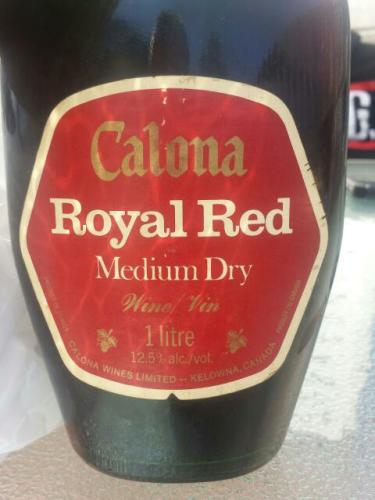 Calona
Royal Red
Medium Dry
Wine/Vin
1 litre
12.5% alc./vol.
CALONA WINES LIMITED -- KELOWNA, CANADA